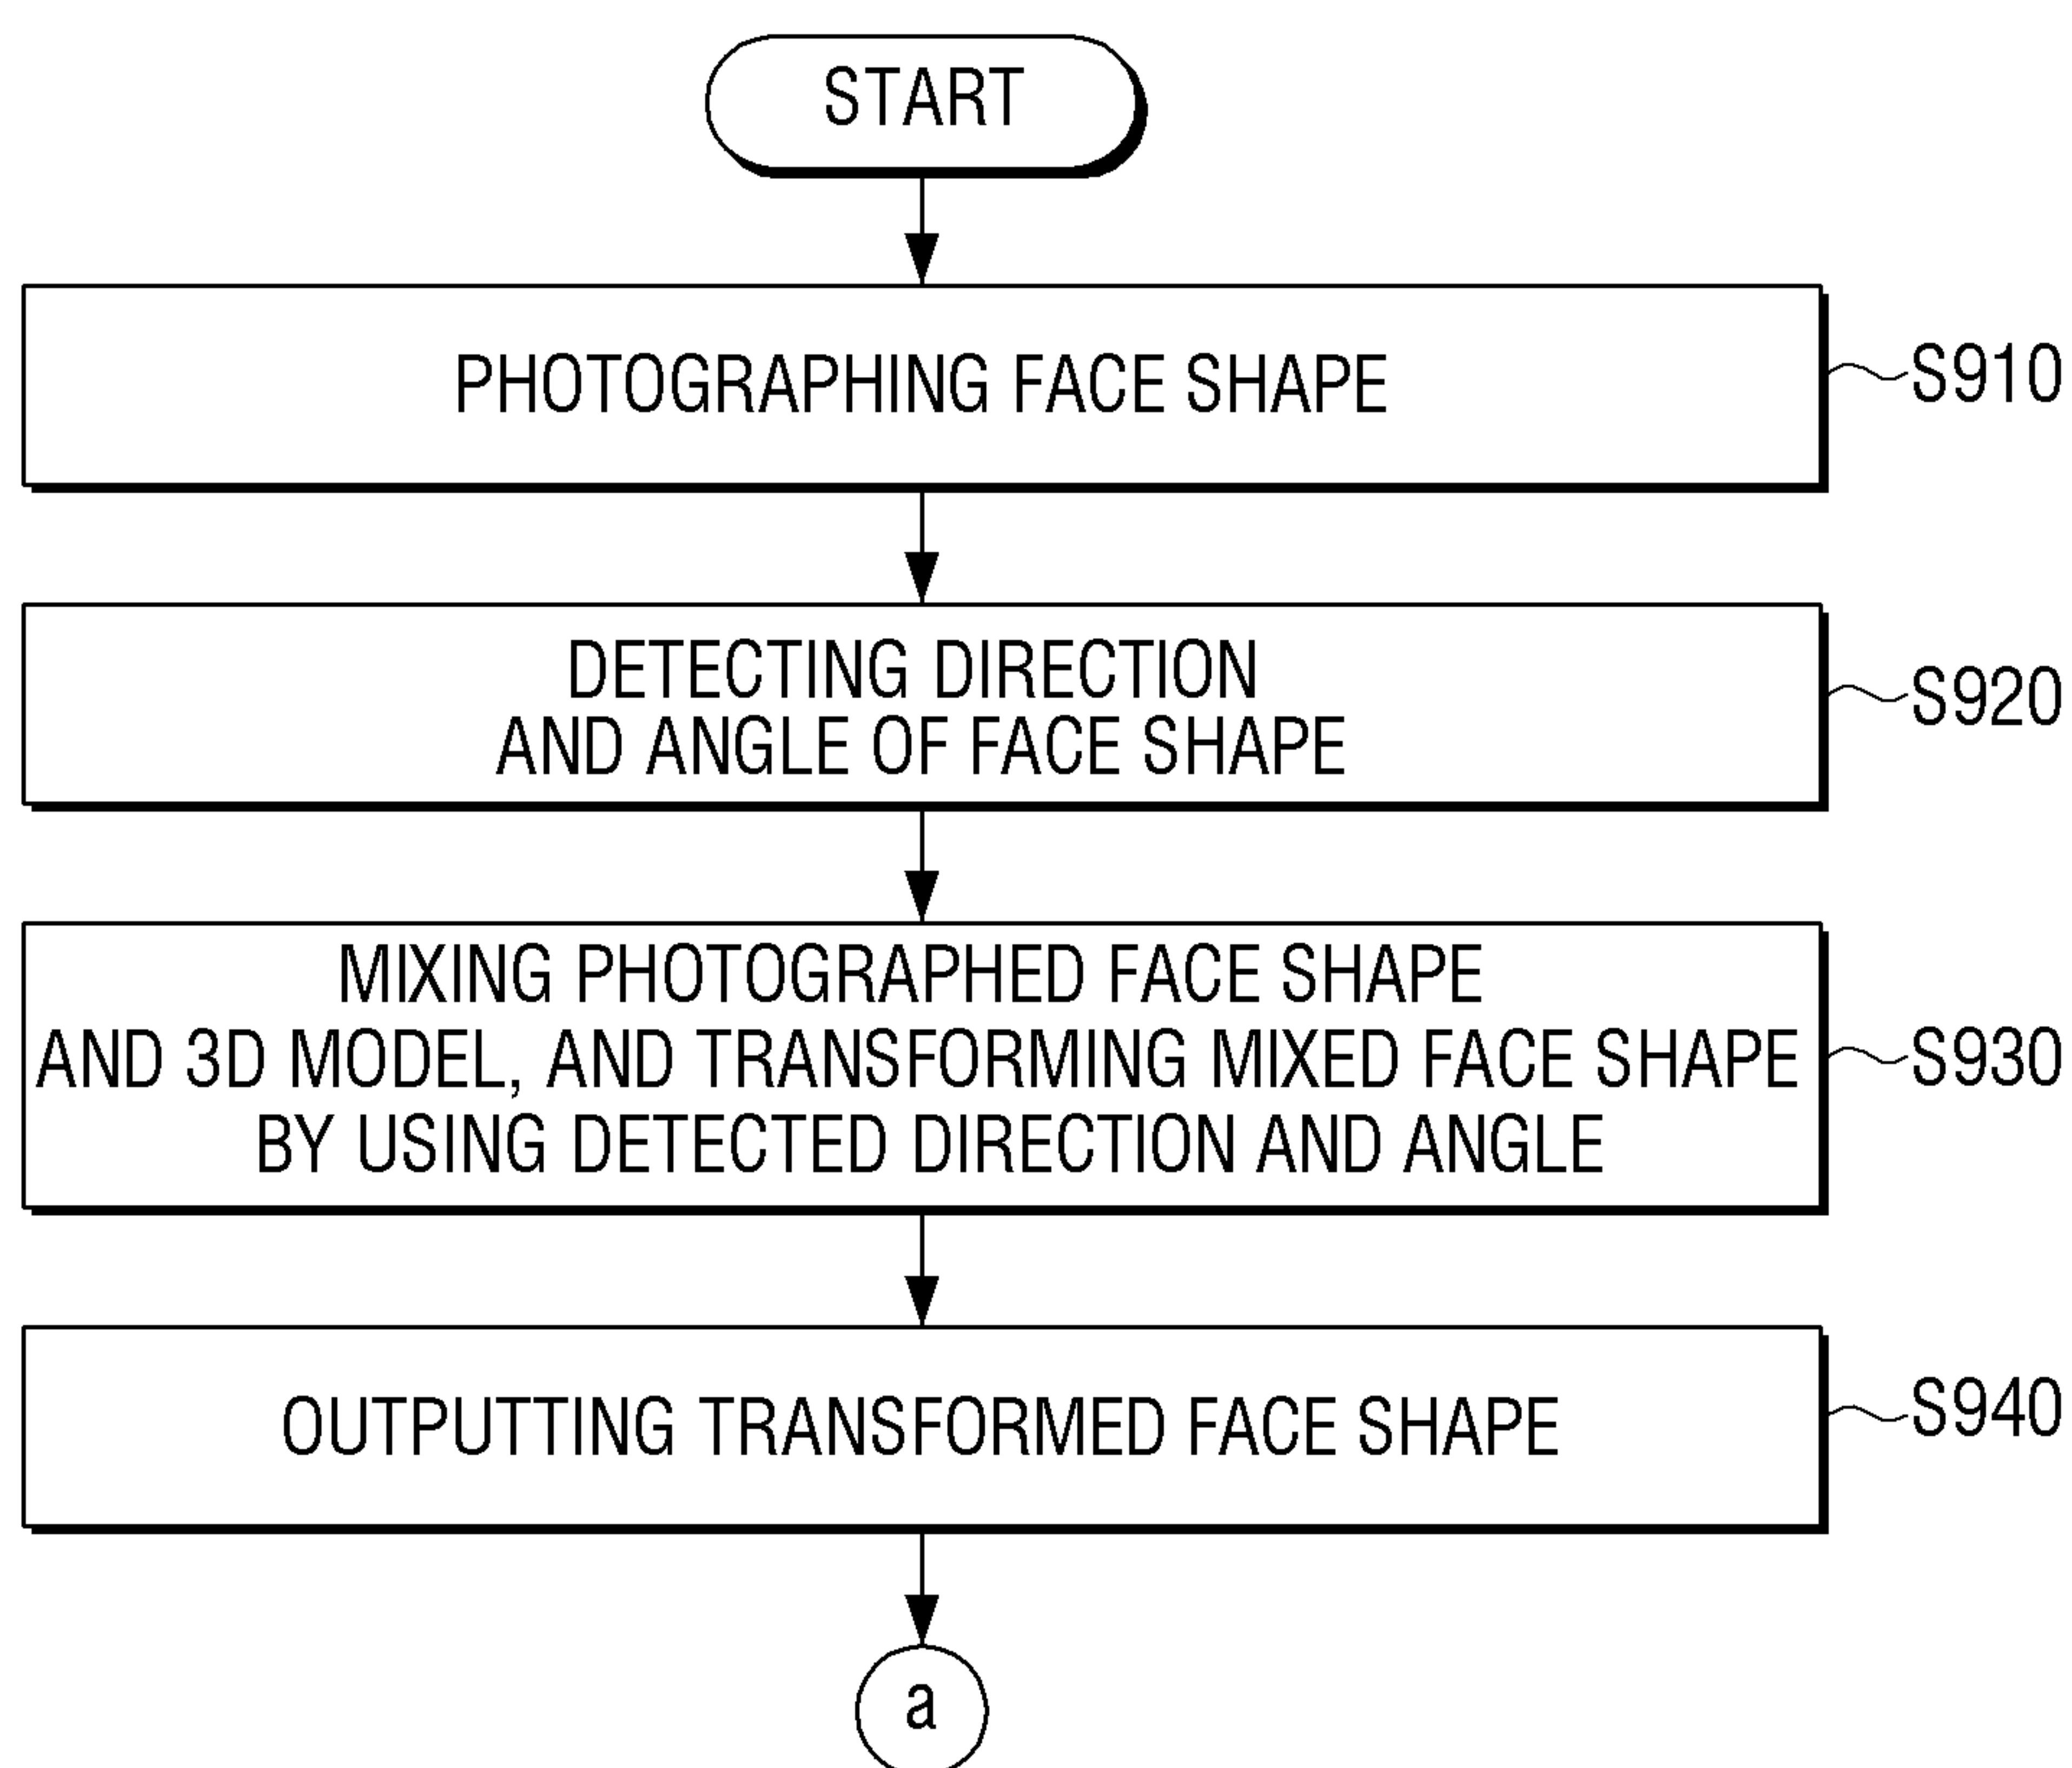 START
PHOTOGRAPHING FACE SHAPE
S910
DETECTING DIRECTION
AND ANGLE OF FACE SHAPE
S920
MIXING PHOTOGRAPHED FACE SHAPE
AND 3D MODEL, AND TRANSFORMING MIXED FACE SHAPE
BY USING DETECTED DIRECTION AND ANGLE
S930
OUTPUTTING TRANSFORMED FACE SHAPE
S940
a